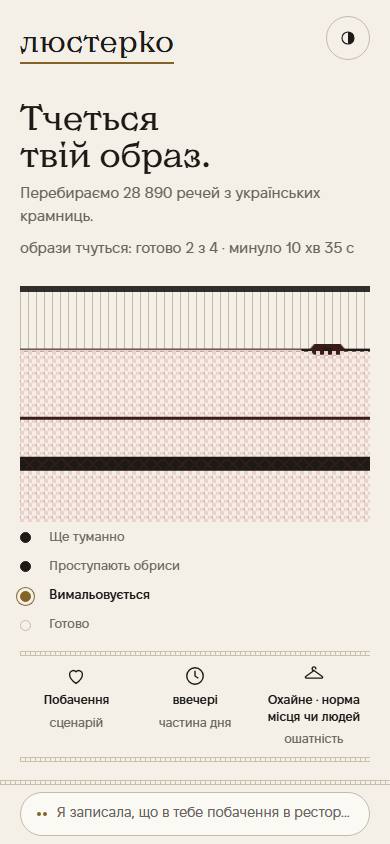 люстерко
Тчеться
твій образ.
Перебираємо 28 890 речей з українських
крамниць.
образи тчуться: готово 2 з 4 · минуло 10 хв 35 с
Ще туманно
Проступають обриси
Вимальовується
Готово
Побачення
сценарій
ввечері
частина дня
Охайне · норма
місця чи людей
ошатність
Я записала, що в тебе побачення в рестор...